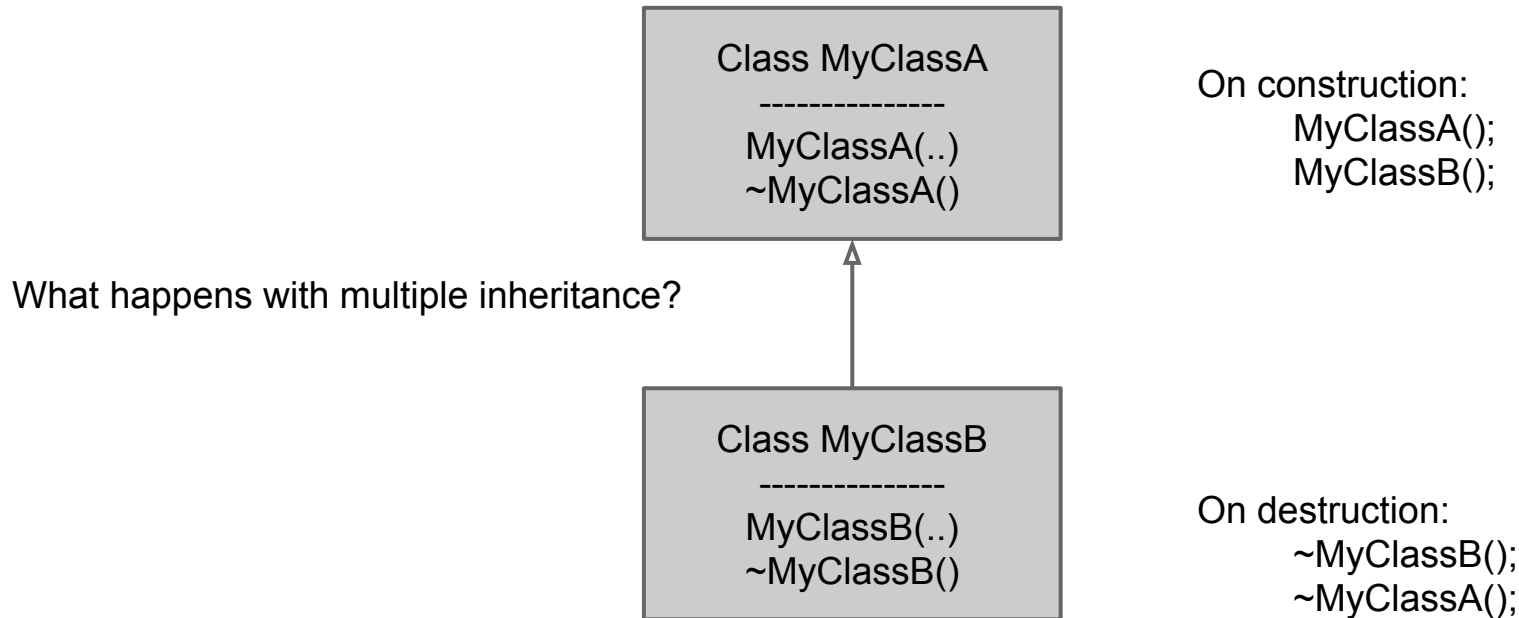 Class MyClassA
---------------
MyClassA(..)
~MyClassA()
On construction:
MyClassA();
MyClassB();
What happens with multiple inheritance?
Class MyClassB
---------------
MyClassB(..)
~MyClassB()
On destruction:
~MyClassB();
~MyClassA();